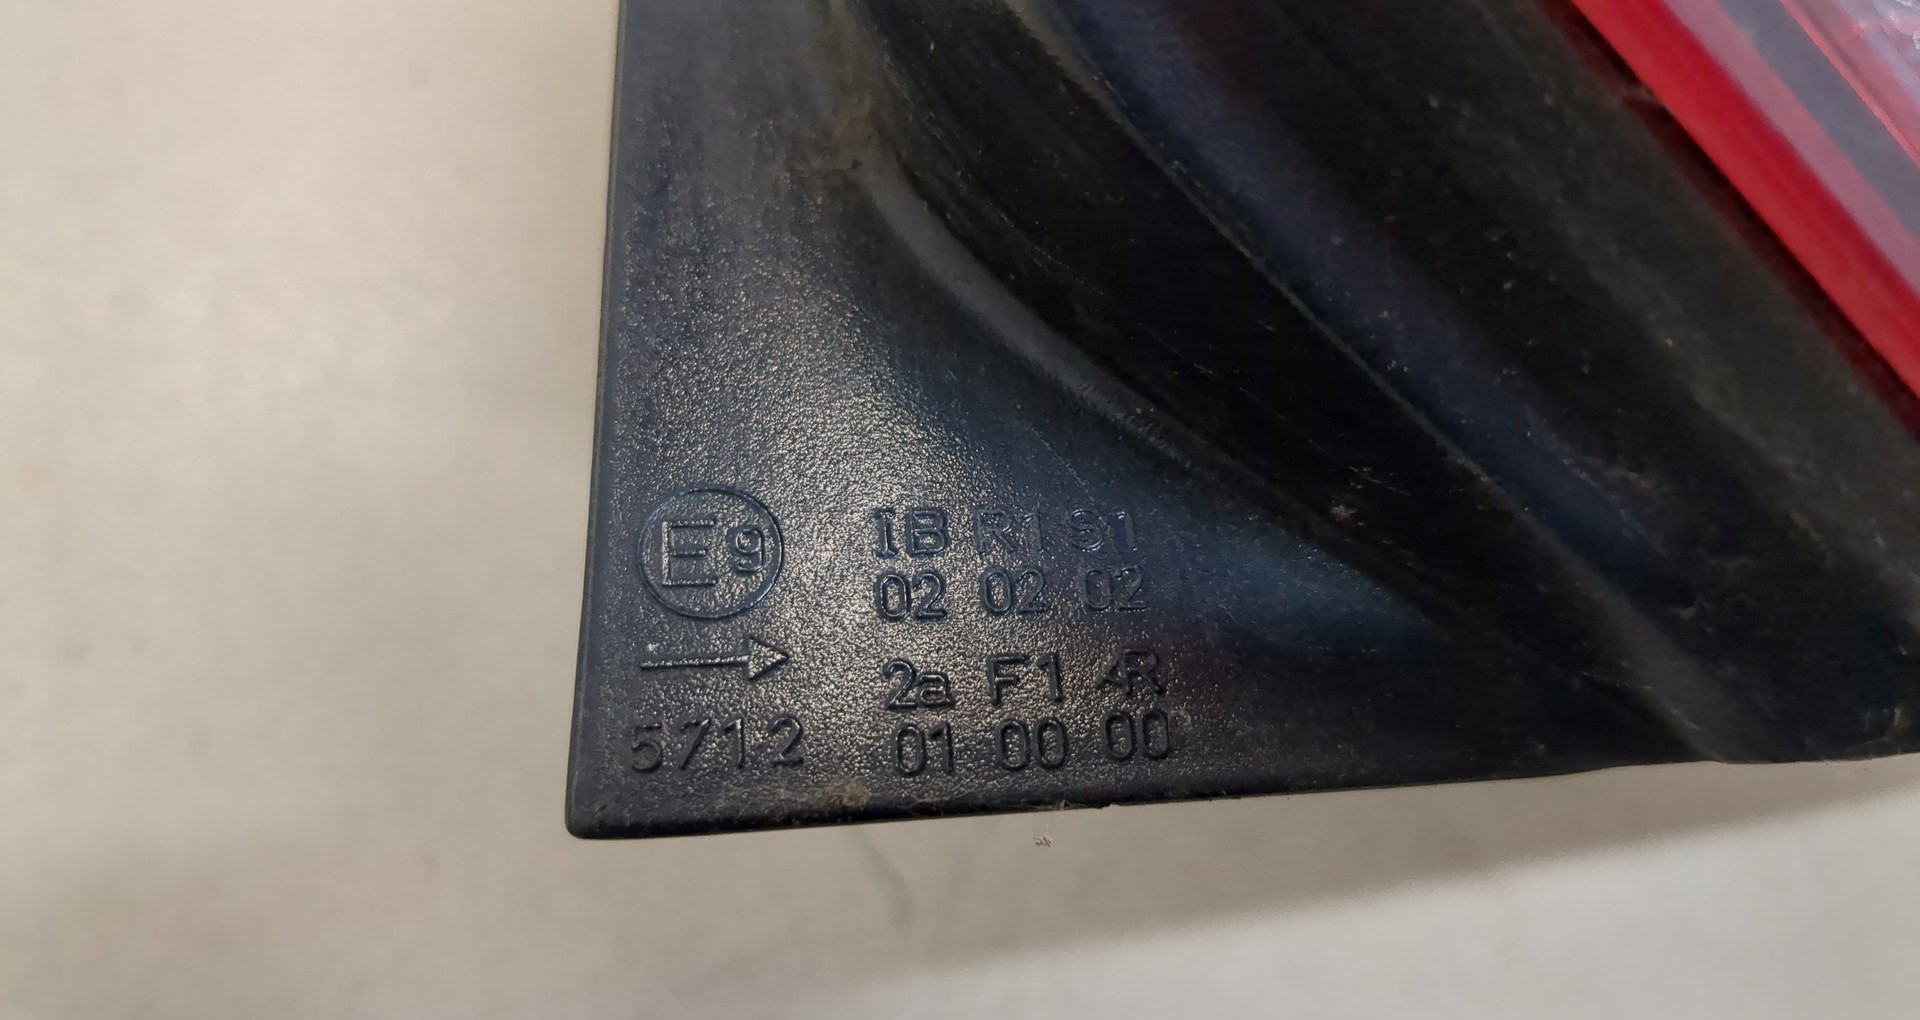 E9 IB R1 S1
02 02 02
→ 2a F1 AR
5712 01 00 00